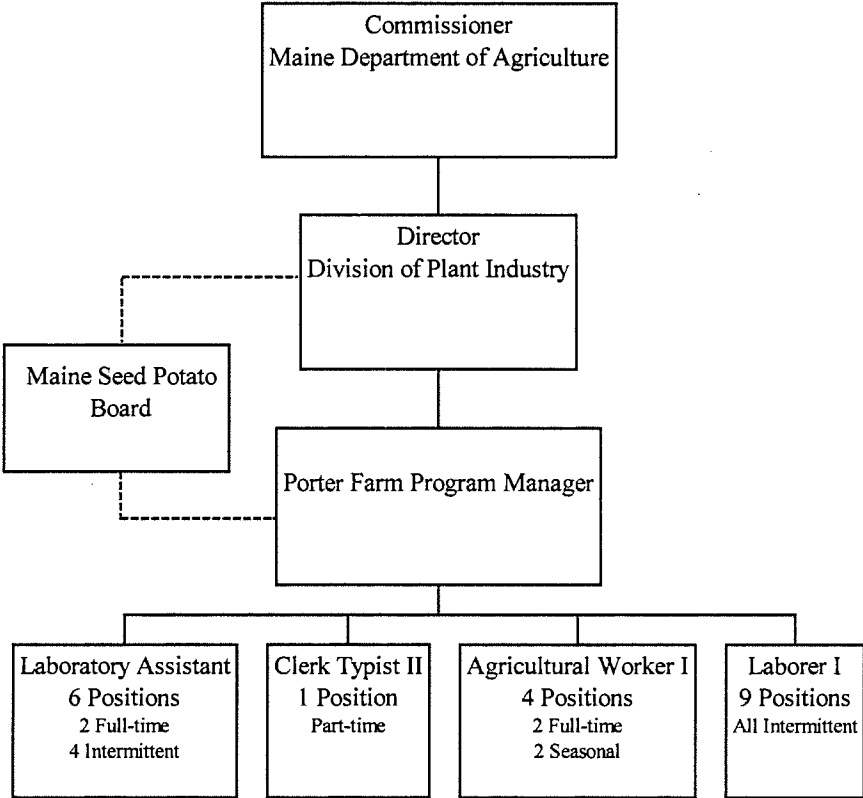 Commissioner
Maine Department of Agriculture
Director
Division of Plant Industry
Maine Seed Potato
Board
Porter Farm Program Manager
Laboratory Assistant
6 Positions
2 Full-time
4 Intermittent
Clerk Typist II
1 Position
Part-time
Agricultural Worker I
4 Positions
2 Full-time
2 Seasonal
Laborer I
9 Positions
All Intermittent